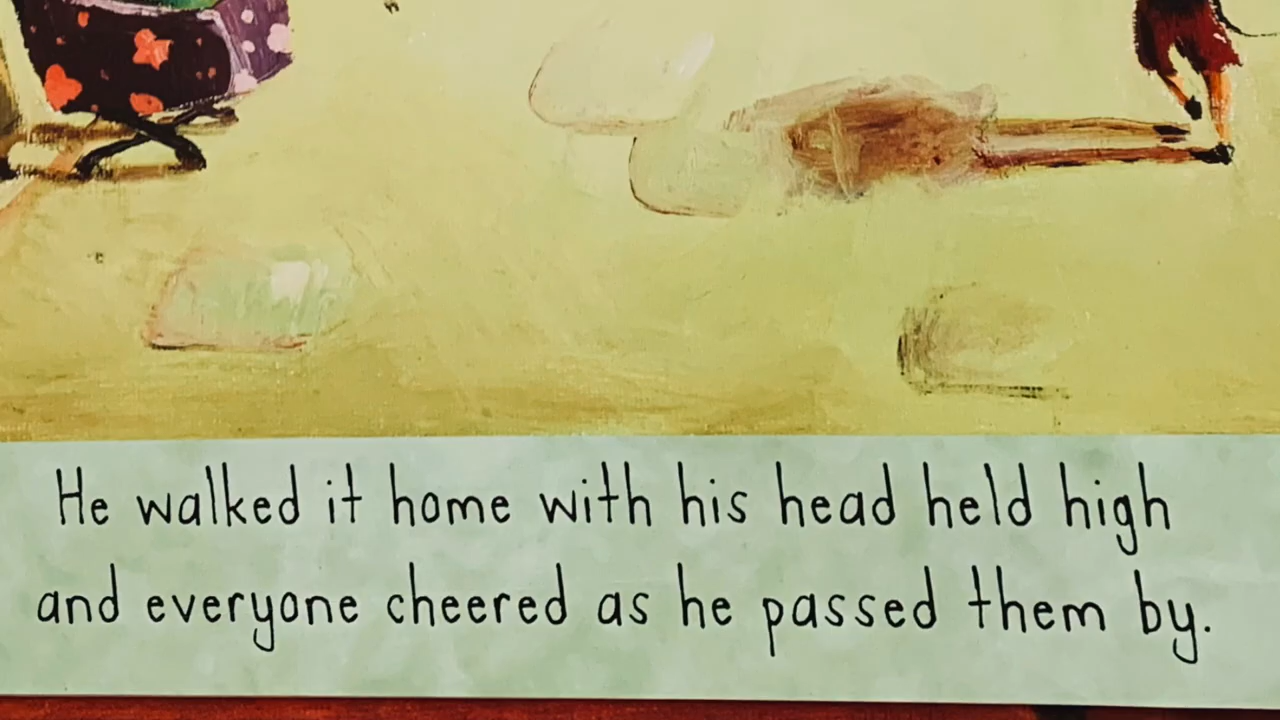 He walked it home with his head held high
and everyone cheered as he passed them by.